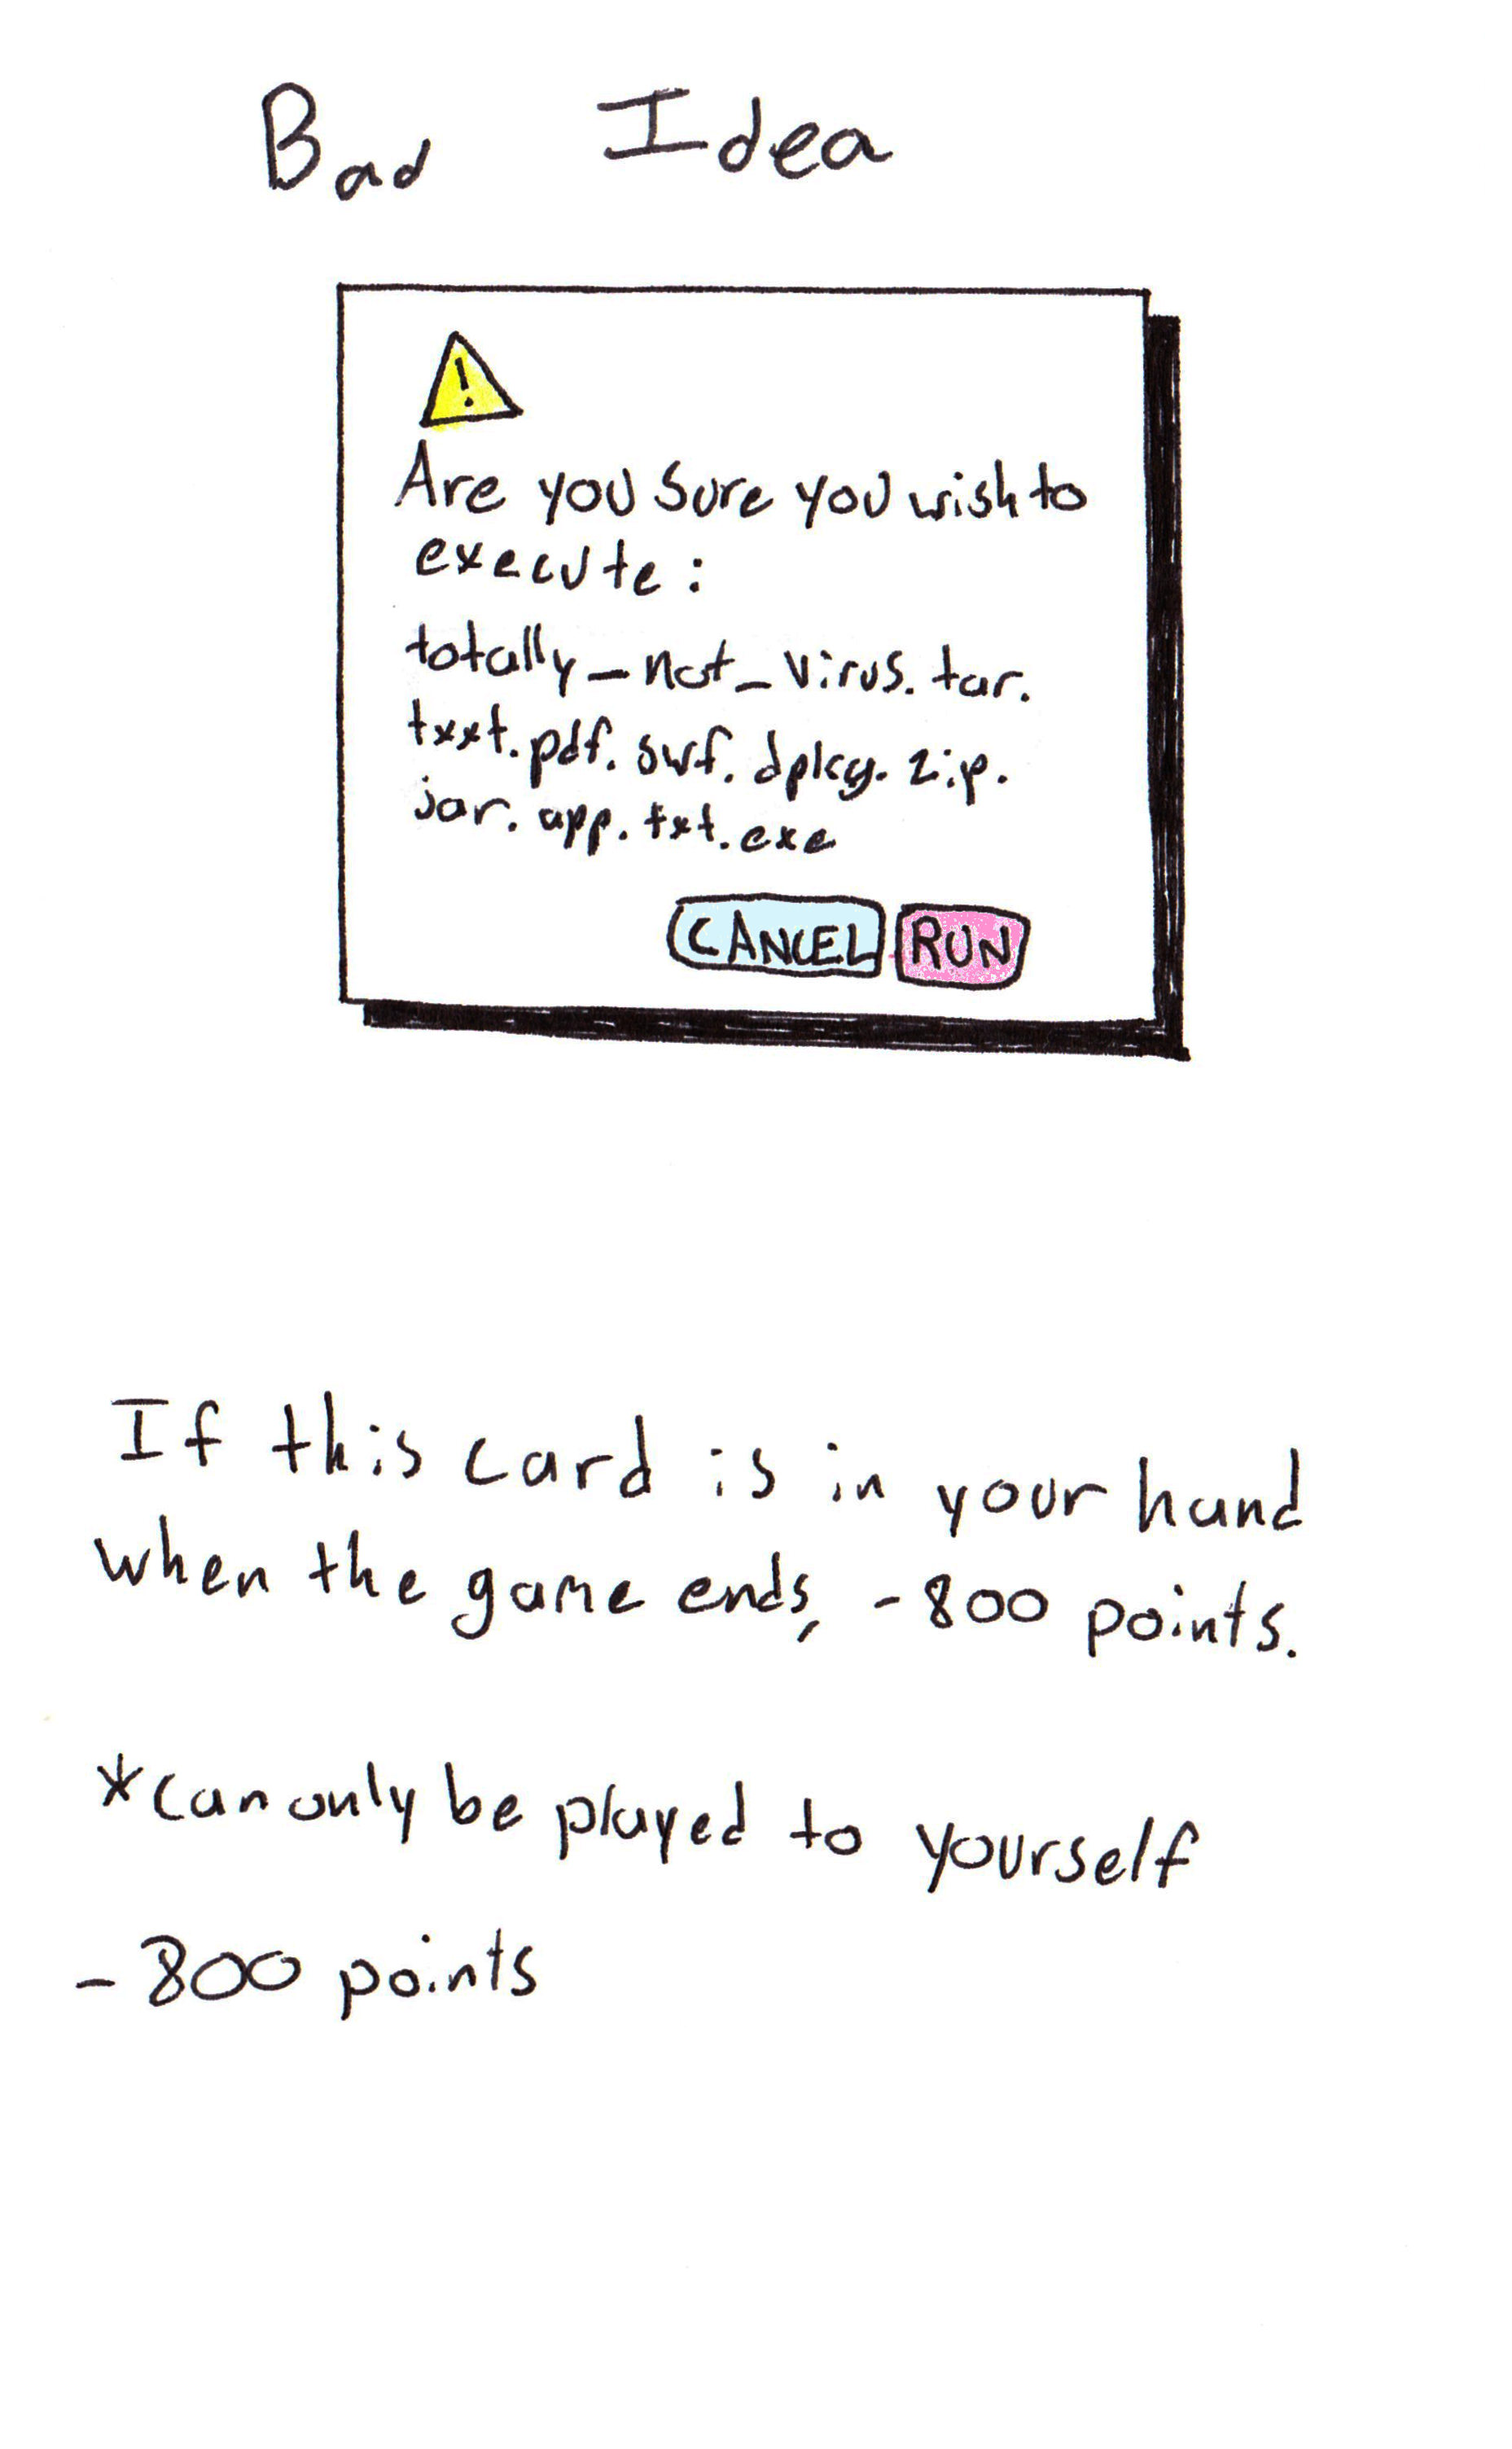 Bad Idea
!
Are you sure you wish to
execute:
totally_not_virus.tar.
txxt.pdf.swf.dpkg.zip.
jar.app.txt.exe
CANCEL RUN
If this card is in your hand
when the game ends, -800 points.
*Can only be played to yourself
-800 points